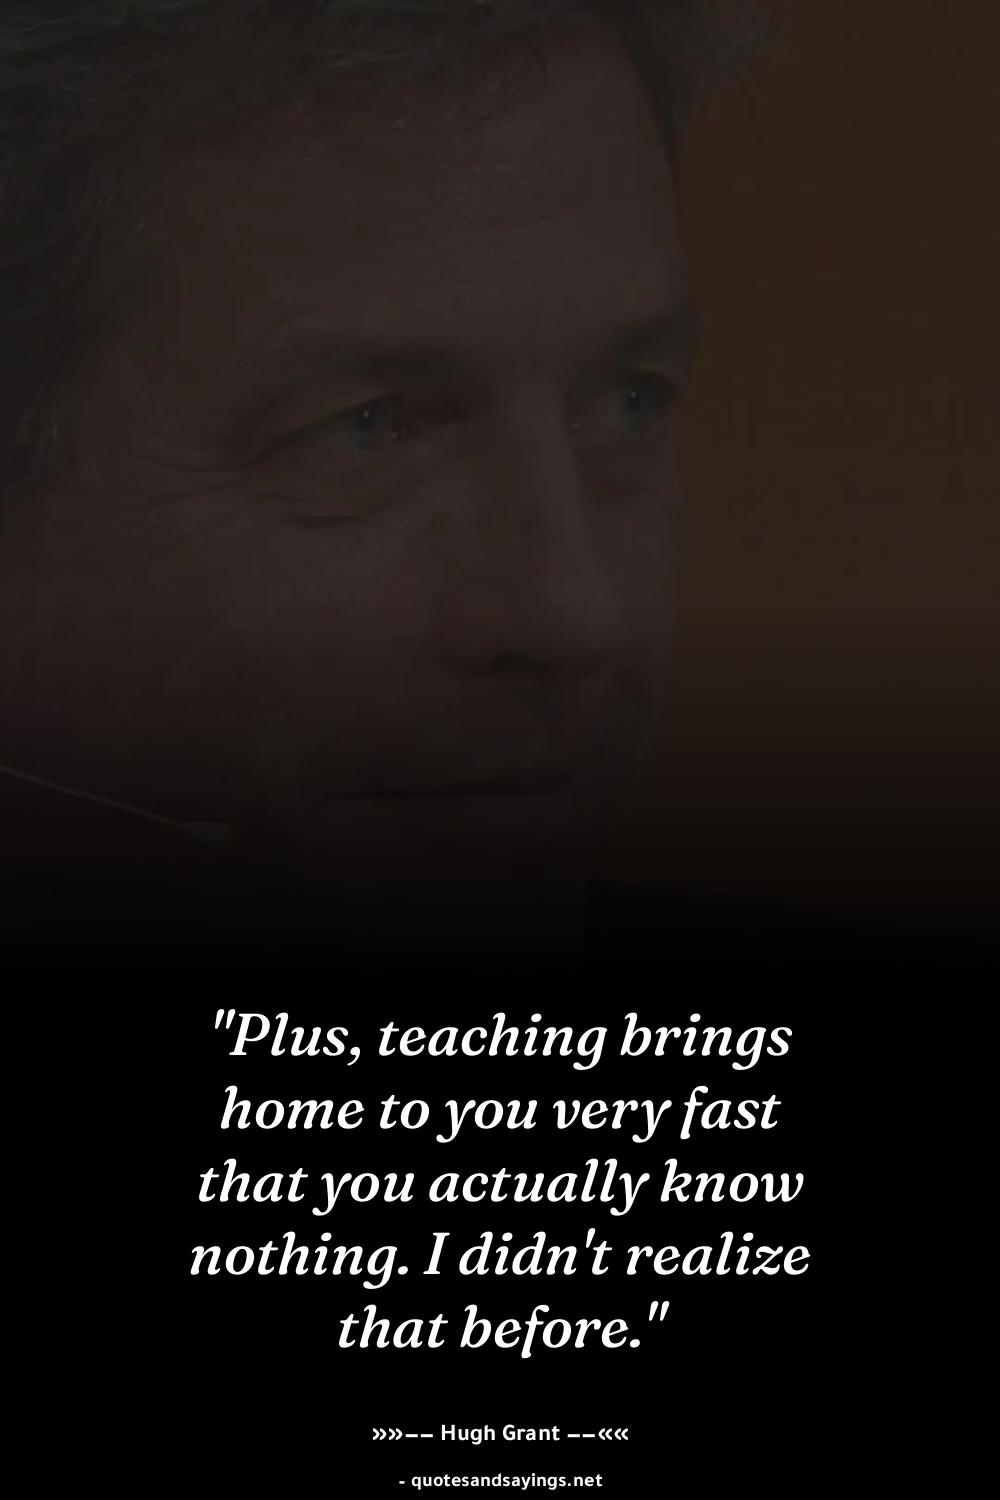 "Plus, teaching brings
home to you very fast
that you actually know
nothing. I didn't realize
that before."
»»−− Hugh Grant −−««
- quotesandsayings.net